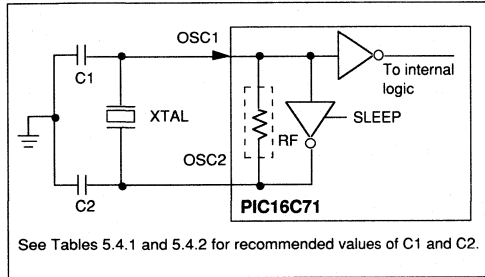 OSC1
C1
To internal
logic
XTAL
SLEEP
RF
OSC2
C2
PIC16C71
See Tables 5.4.1 and 5.4.2 for recommended values of C1 and C2.